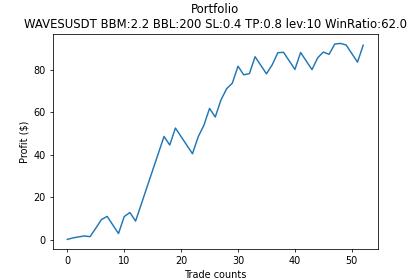 Portfolio
WAVESUSDT BBM:2.2 BBL:200 SL:0.4 TP:0.8 lev:10 WinRatio:62.0
80
60
40
20
0
Profit ($)
0 10 20 30 40 50
Trade counts